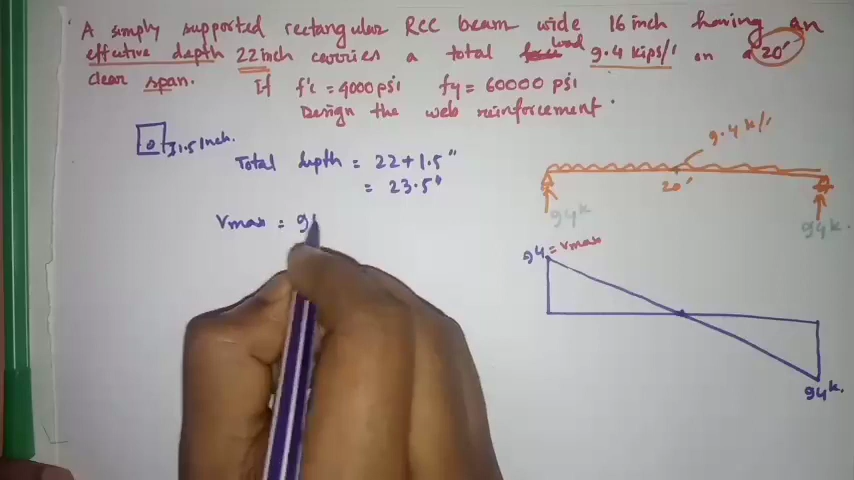 A simply supported rectangular RCC beam wide 16 inch having an
effective depth 22 inch carries a total load 9.4 kips/' on a 20'
clear span. If f'c = 4000 psi fy = 60000 psi
Design the web reinforcement.
1.5 inch.
Total depth = 22 + 1.5"
= 23.5"
Vmax = 9
9.4 k/'
20'
94k
94k.
94 = Vmax
94k.